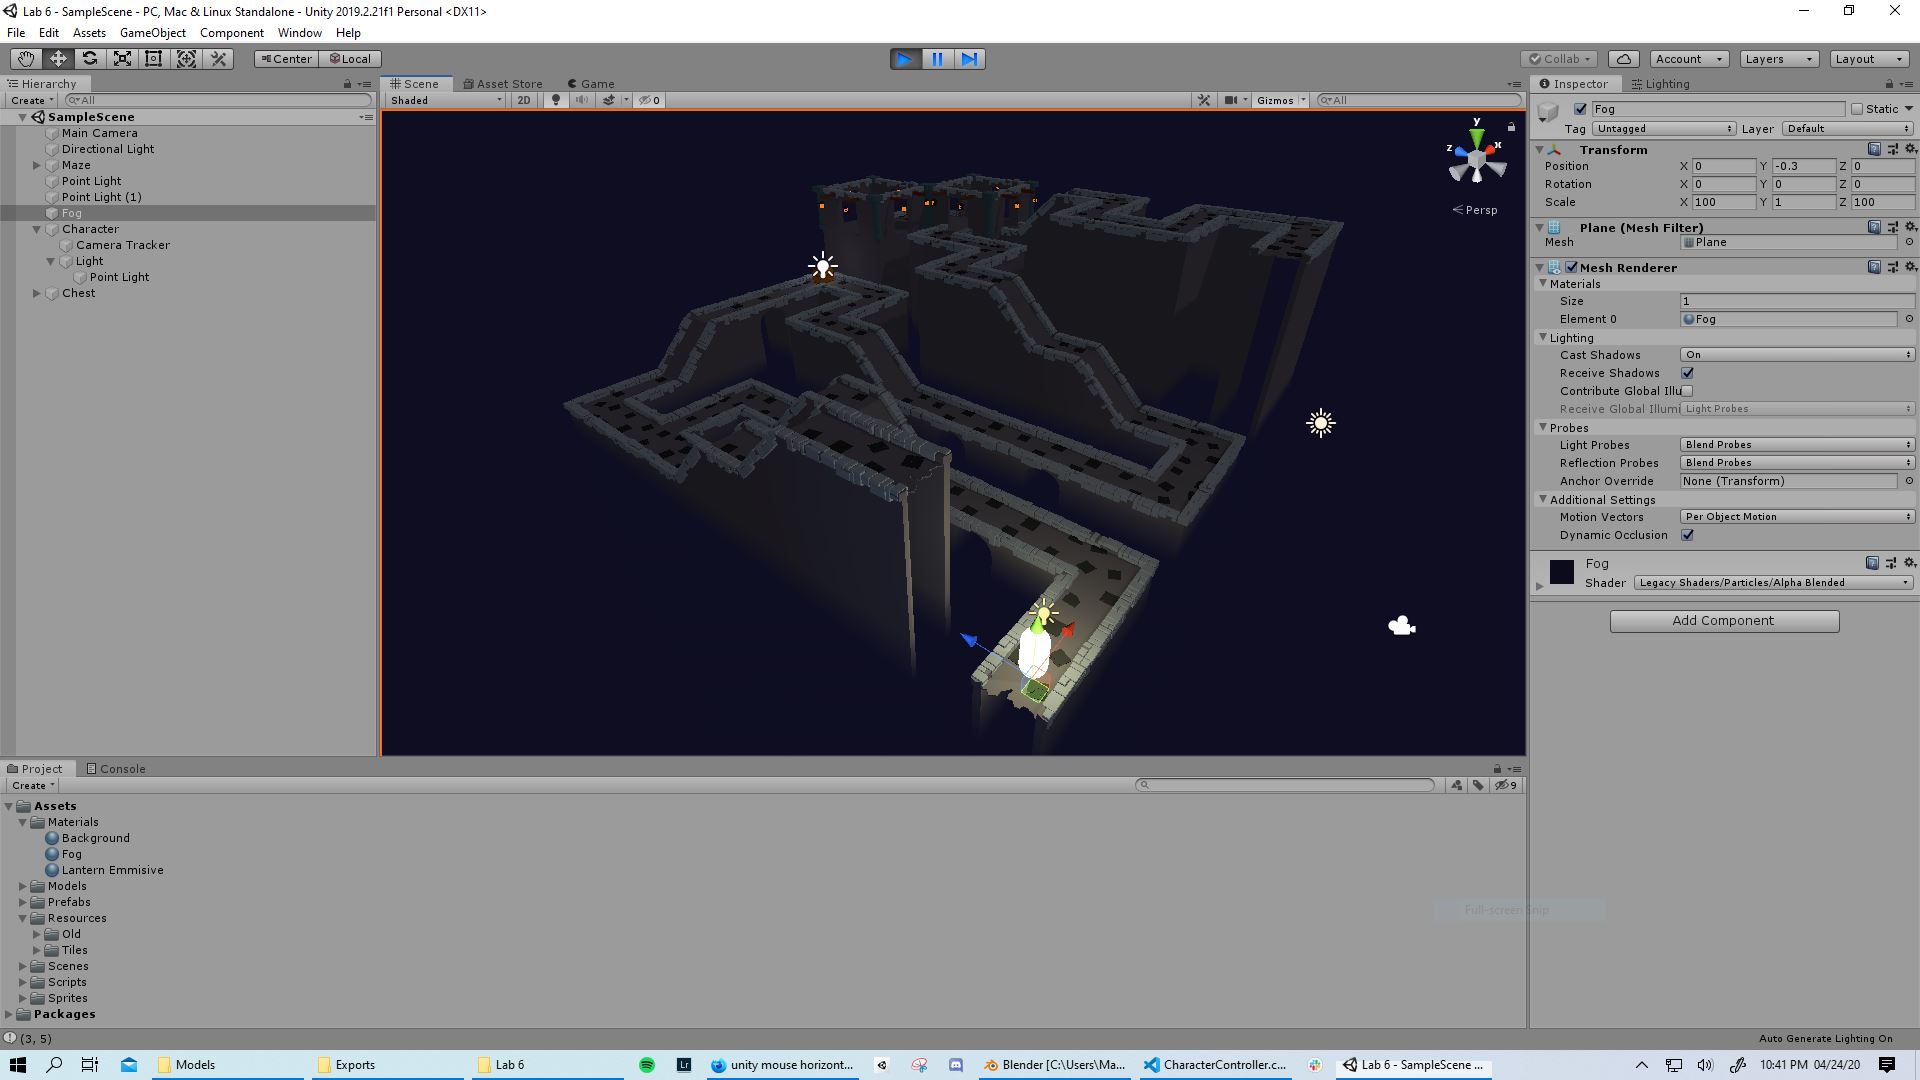 Lab 6 - SampleScene - PC, Mac & Linux Standalone - Unity 2019.2.21f1 Personal <DX11>
File Edit Assets GameObject Component Window Help
Center Local Collab Account Layers Layout
Hierarchy
Create All
SampleScene
Main Camera
Directional Light
Maze
Point Light
Point Light (1)
Fog
Character
Camera Tracker
Light
Point Light
Chest
Scene Asset Store Game
Shaded 2D 0 Gizmos All
y
z x
Persp
Inspector Lighting
Fog Static
Tag Untagged Layer Default
Transform
Position X 0 Y -0.3 Z 0
Rotation X 0 Y 0 Z 0
Scale X 100 Y 1 Z 100
Plane (Mesh Filter)
Mesh Plane
Mesh Renderer
Materials
Size 1
Element 0 Fog
Lighting
Cast Shadows On
Receive Shadows
Contribute Global Illu
Receive Global Illumi Light Probes
Probes
Light Probes Blend Probes
Reflection Probes Blend Probes
Anchor Override None (Transform)
Additional Settings
Motion Vectors Per Object Motion
Dynamic Occlusion
Fog
Shader Legacy Shaders/Particles/Alpha Blended
Add Component
Project Console
Create 9
Assets
Materials
Background
Fog
Lantern Emmisive
Models
Prefabs
Resources
Old
Tiles
Scenes
Scripts
Sprites
Packages
Full-screen Snip
(3, 5)
Auto Generate Lighting On
Models Exports Lab 6 Lr unity mouse horizont... Blender [C:\Users\Ma... CharacterController.c... Lab 6 - SampleScene ... 10:41 PM 04/24/20